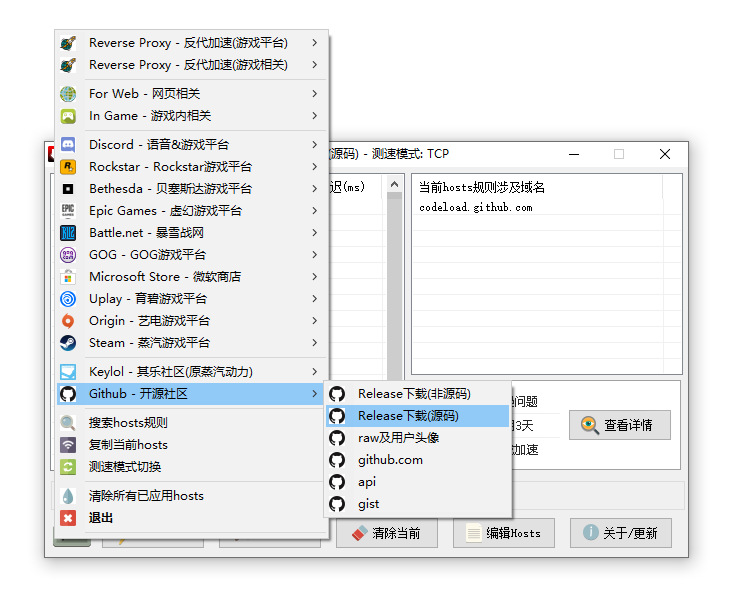 Reverse Proxy - 反代加速(游戏平台)
Reverse Proxy - 反代加速(游戏相关)
For Web - 网页相关
In Game - 游戏内相关
Discord - 语音&游戏平台
Rockstar - Rockstar游戏平台
Bethesda - 贝塞斯达游戏平台
Epic Games - 虚幻游戏平台
Battle.net - 暴雪战网
GOG - GOG游戏平台
Microsoft Store - 微软商店
Uplay - 育碧游戏平台
Origin - 艺电游戏平台
Steam - 蒸汽游戏平台
Keylol - 其乐社区(原蒸汽动力)
Github - 开源社区
搜索hosts规则
复制当前hosts
测速模式切换
清除所有已应用hosts
退出
Release下载(非源码)
Release下载(源码)
raw及用户头像
github.com
api
gist
(源码) - 测速模式: TCP
迟(ms)
当前hosts规则涉及域名
codeload.github.com
问题
3天
加速
查看详情
清除当前
编辑Hosts
关于/更新